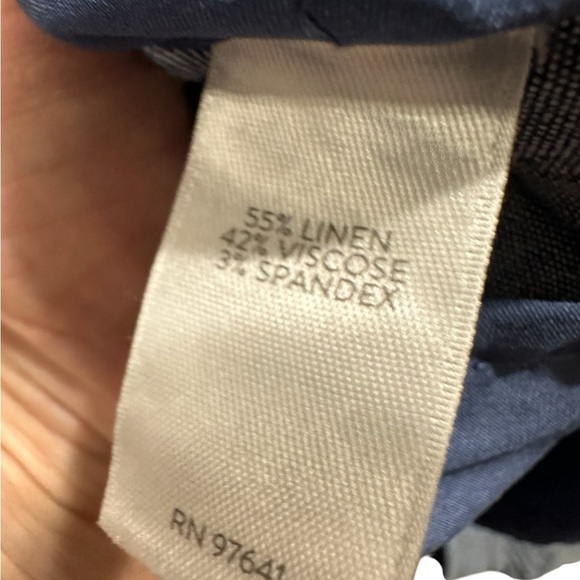 55% LINEN
42% VISCOSE
3% SPANDEX
RN 97641